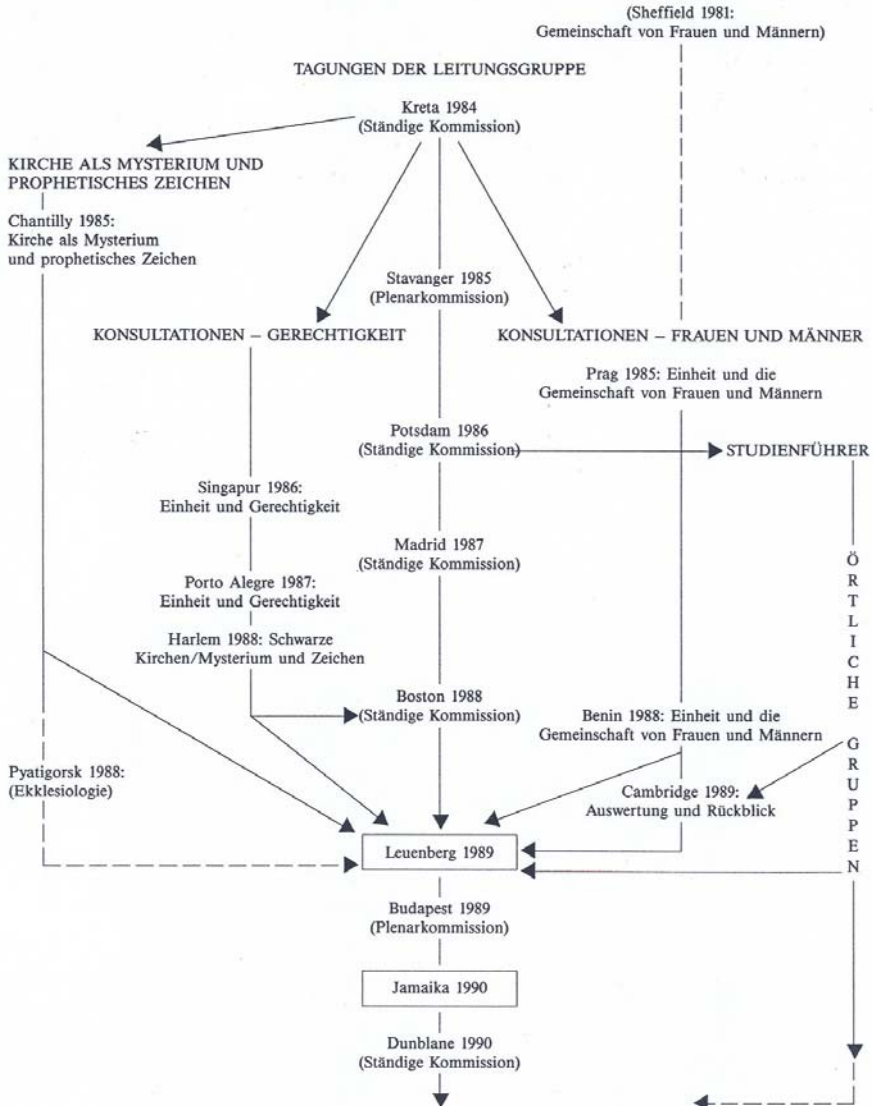 (Sheffield 1981:
Gemeinschaft von Frauen und Männern)
TAGUNGEN DER LEITUNGSGRUPPE
Kreta 1984
(Ständige Kommission)
KIRCHE ALS MYSTERIUM UND
PROPHETISCHES ZEICHEN
Chantilly 1985:
Kirche als Mysterium
und prophetisches Zeichen
Stavanger 1985
(Plenarkommission)
KONSULTATIONEN – GERECHTIGKEIT
KONSULTATIONEN – FRAUEN UND MÄNNER
Prag 1985: Einheit und die
Gemeinschaft von Frauen und Männern
Potsdam 1986
(Ständige Kommission)
STUDIENFÜHRER
Singapur 1986:
Einheit und Gerechtigkeit
Madrid 1987
(Ständige Kommission)
Porto Alegre 1987:
Einheit und Gerechtigkeit
Harlem 1988: Schwarze
Kirchen/Mysterium und Zeichen
ÖRTLICHE GRUPPEN
Boston 1988
(Ständige Kommission)
Benin 1988: Einheit und die
Gemeinschaft von Frauen und Männern
Pyatigorsk 1988:
(Ekklesiologie)
Cambridge 1989:
Auswertung und Rückblick
Leuenberg 1989
Budapest 1989
(Plenarkommission)
Jamaika 1990
Dunblane 1990
(Ständige Kommission)